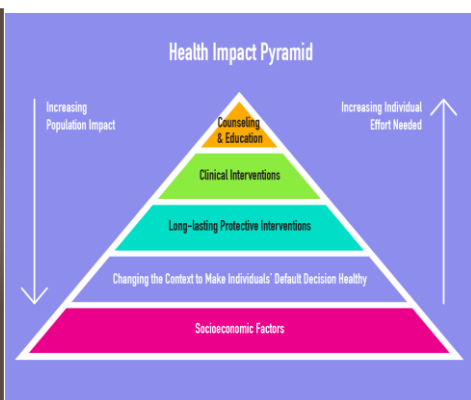 Health Impact Pyramid
Increasing
Population Impact
Increasing Individual
Effort Needed
Counseling
& Education
Clinical Interventions
Long-lasting Protective Interventions
Changing the Context to Make Individuals' Default Decision Healthy
Socioeconomic Factors